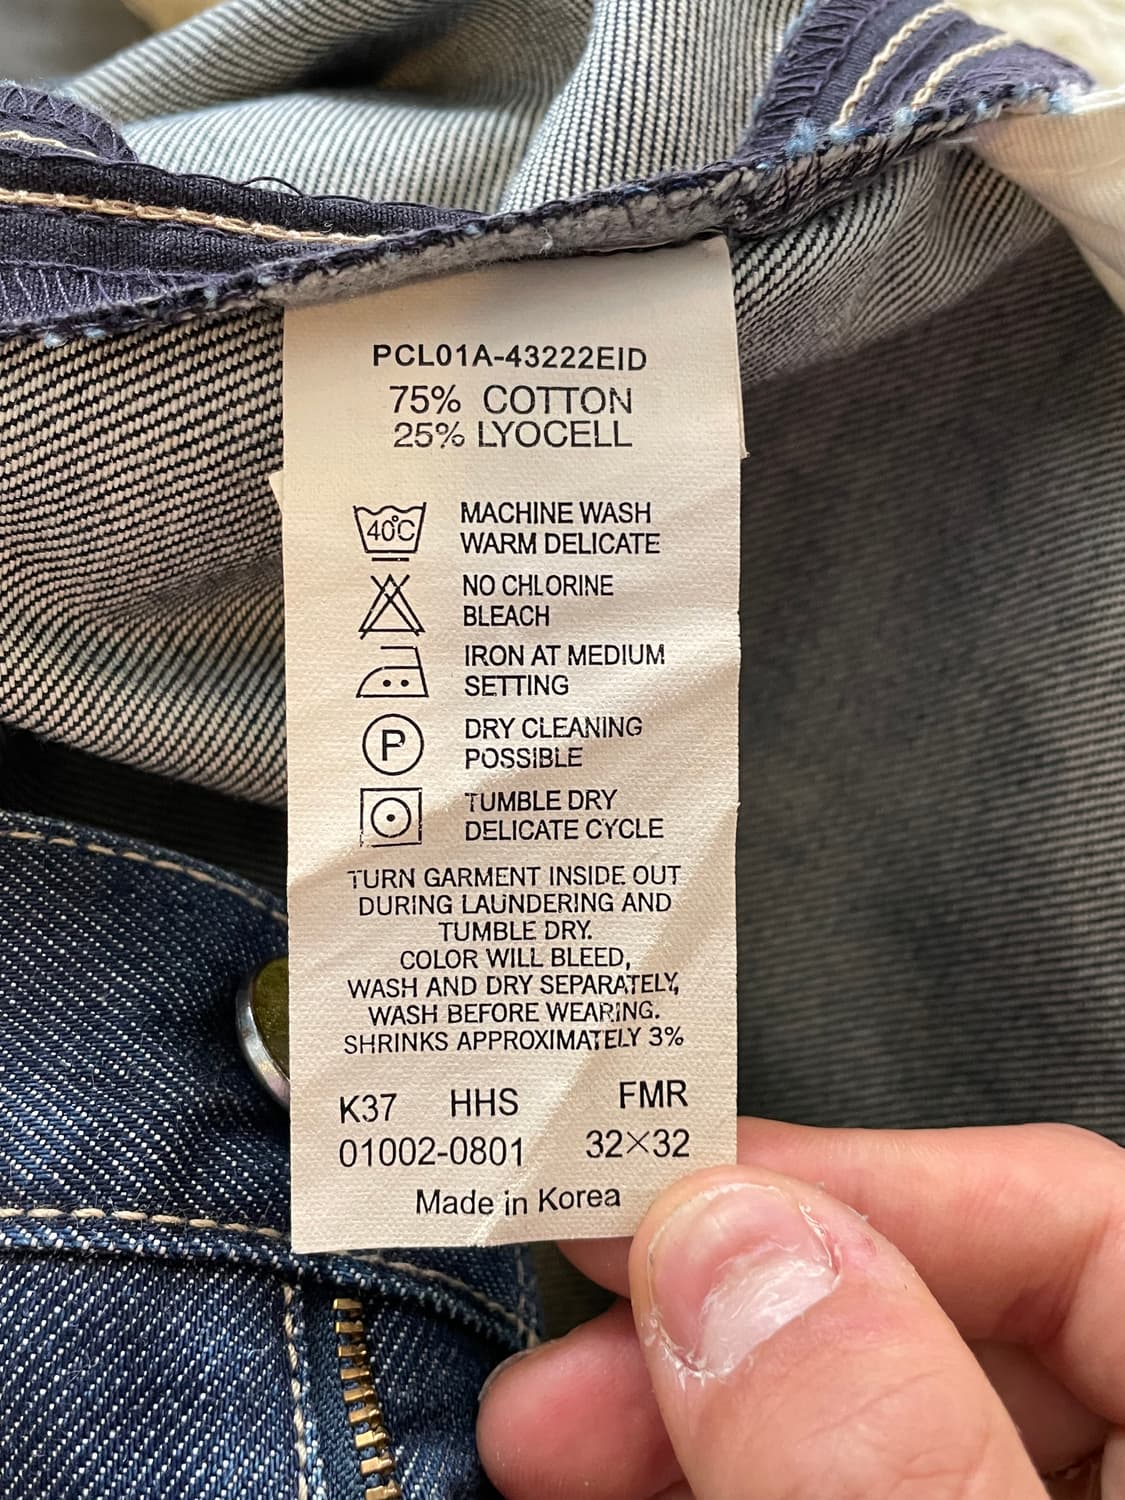 PCL01A-43222EID
75% COTTON
25% LYOCELL
40°C MACHINE WASH
WARM DELICATE
NO CHLORINE
BLEACH
IRON AT MEDIUM
SETTING
P DRY CLEANING
POSSIBLE
TUMBLE DRY
DELICATE CYCLE
TURN GARMENT INSIDE OUT
DURING LAUNDERING AND
TUMBLE DRY.
COLOR WILL BLEED,
WASH AND DRY SEPARATELY,
WASH BEFORE WEARING.
SHRINKS APPROXIMATELY 3%
K37 HHS FMR
01002-0801 32×32
Made in Korea